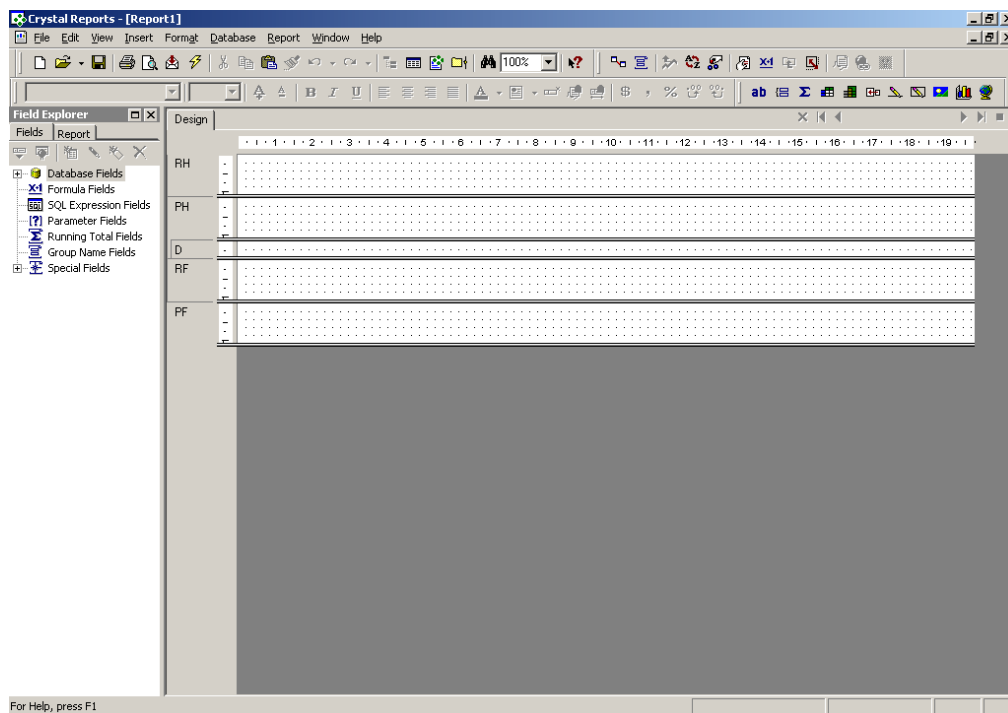 Crystal Reports - [Report1]
File Edit View Insert Format Database Report Window Help
100%
B I U $ , % ab Σ
Field Explorer
Fields Report
Design
1 2 3 4 5 6 7 8 9 10 11 12 13 14 15 16 17 18 19
RH
Database Fields
X-1 Formula Fields
SQL SQL Expression Fields
PH
[?] Parameter Fields
Σ Running Total Fields
D
Group Name Fields
RF
Special Fields
PF
For Help, press F1